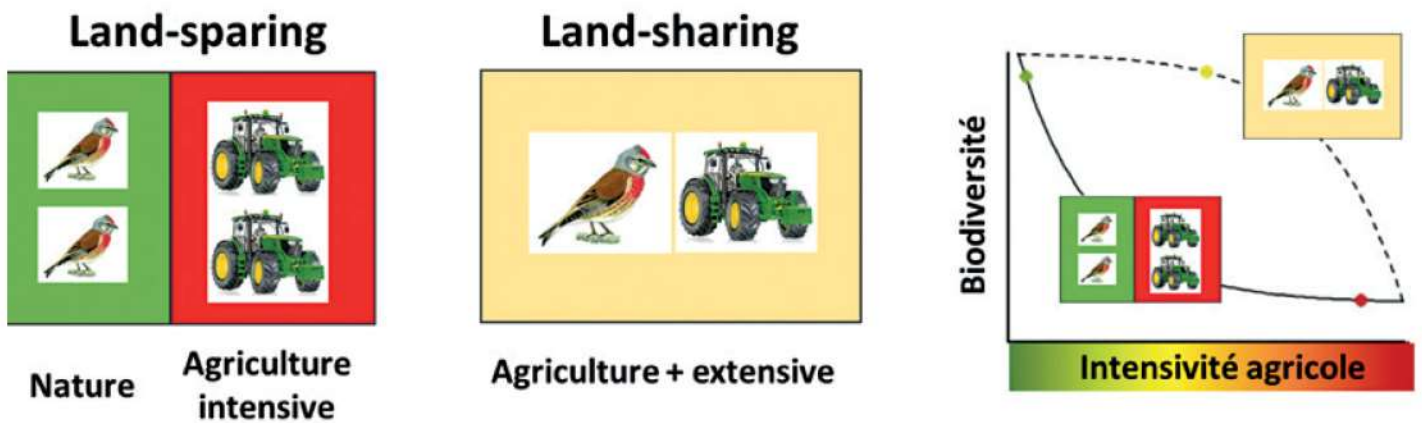 Land-sparing
Nature
Agriculture
intensive
Land-sharing
Agriculture + extensive
Biodiversité
Intensivité agricole